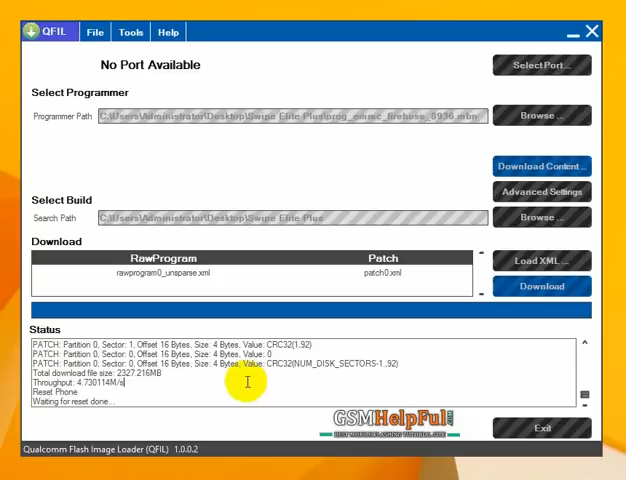 QFIL File Tools Help
No Port Available Select Port...
Select Programmer
Programmer Path C:\Users\Administrator\Desktop\Swipe Elite Plus\prog_emmc_firehose_8936.mbn Browse ...
Download Content...
Advanced Settings
Select Build
Search Path C:\Users\Administrator\Desktop\Swipe Elite Plus Browse ...
Download
RawProgram Patch Load XML ...
rawprogram0_unsparse.xml patch0.xml
Download
Status
PATCH: Partition 0, Sector: 1, Offset 16 Bytes, Size: 4 Bytes, Value: CRC32(1,92)
PATCH: Partition 0, Sector: 0, Offset 16 Bytes, Size: 4 Bytes, Value: 0
PATCH: Partition 0, Sector: 0, Offset 16 Bytes, Size: 4 Bytes, Value: CRC32(NUM_DISK_SECTORS-1.,92)
Total download file size: 2327.216MB
Throughput: 4.730114M/s
Reset Phone
Waiting for reset done...
GSMHelpFul
BEST MOBILE FLASHING TUTORIAL SITE
Exit
Qualcomm Flash Image Loader (QFIL) 1.0.0.2